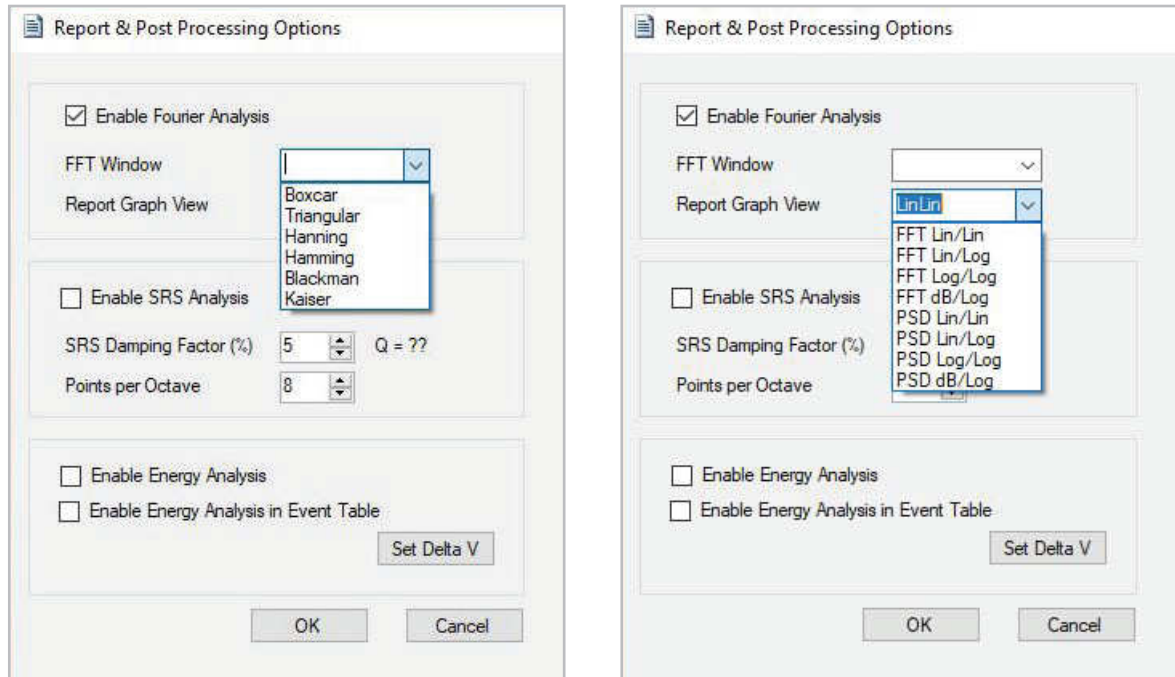 Report & Post Processing Options
Enable Fourier Analysis
FFT Window
Report Graph View
Boxcar
Triangular
Hanning
Hamming
Blackman
Kaiser
Enable SRS Analysis
SRS Damping Factor (%) 5 Q = ??
Points per Octave 8
Enable Energy Analysis
Enable Energy Analysis in Event Table
Set Delta V
OK Cancel
Report & Post Processing Options
Enable Fourier Analysis
FFT Window
Report Graph View LinLin
FFT Lin/Lin
FFT Lin/Log
FFT Log/Log
FFT dB/Log
PSD Lin/Lin
PSD Lin/Log
PSD Log/Log
PSD dB/Log
Enable SRS Analysis
SRS Damping Factor (%)
Points per Octave
Enable Energy Analysis
Enable Energy Analysis in Event Table
Set Delta V
OK Cancel